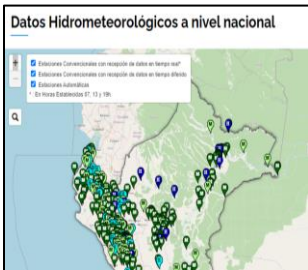 Datos Hidrometeorológicos a nivel nacional
Estaciones Convencionales con recepción de datos en tiempo real*
Estaciones Convencionales con recepción de datos en tiempo diferido
Estaciones Automáticas
* En Horas Establecidas 07, 13 y 19h.